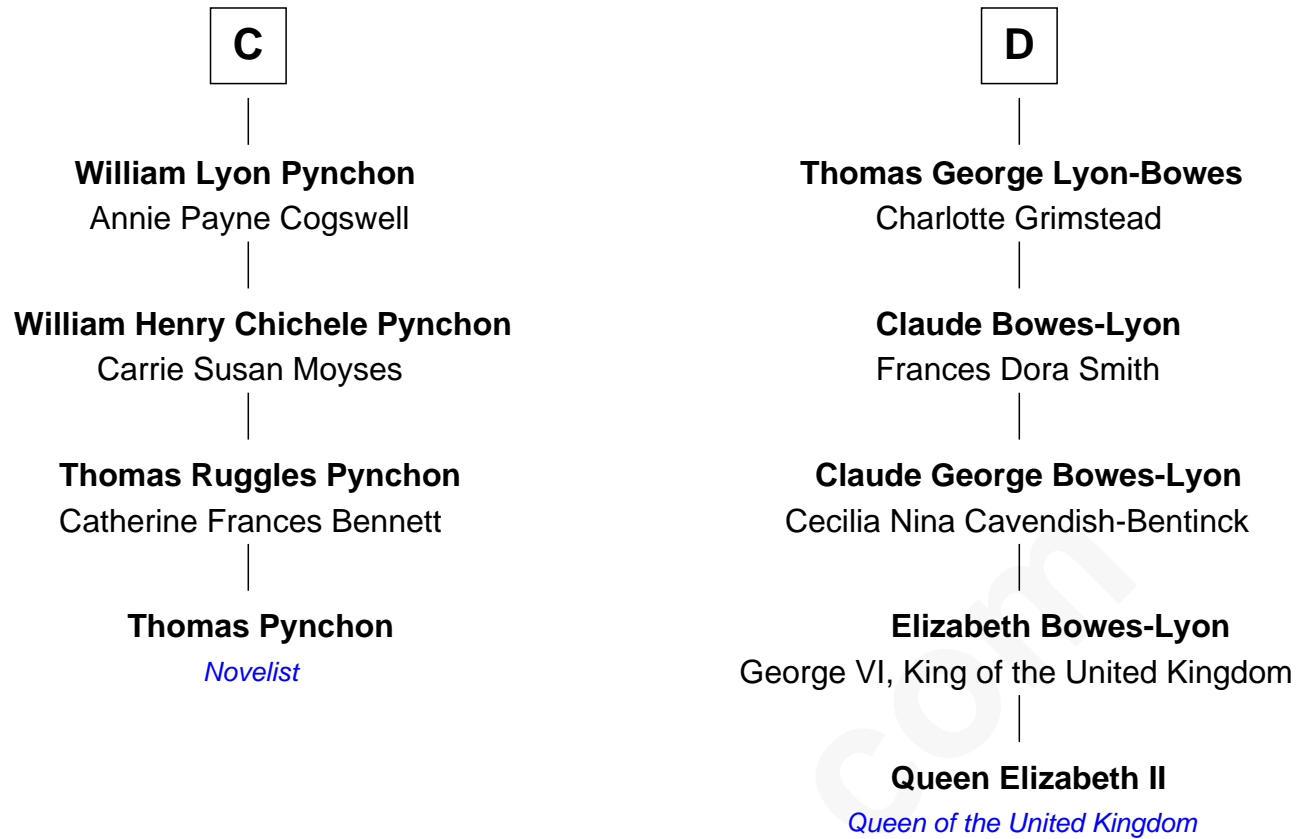 C
William Lyon Pynchon
Annie Payne Cogswell
William Henry Chichele Pynchon
Carrie Susan Moyses
Thomas Ruggles Pynchon
Catherine Frances Bennett
Thomas Pynchon
Novelist
D
Thomas George Lyon-Bowes
Charlotte Grimstead
Claude Bowes-Lyon
Frances Dora Smith
Claude George Bowes-Lyon
Cecilia Nina Cavendish-Bentinck
Elizabeth Bowes-Lyon
George VI, King of the United Kingdom
Queen Elizabeth II
Queen of the United Kingdom
com